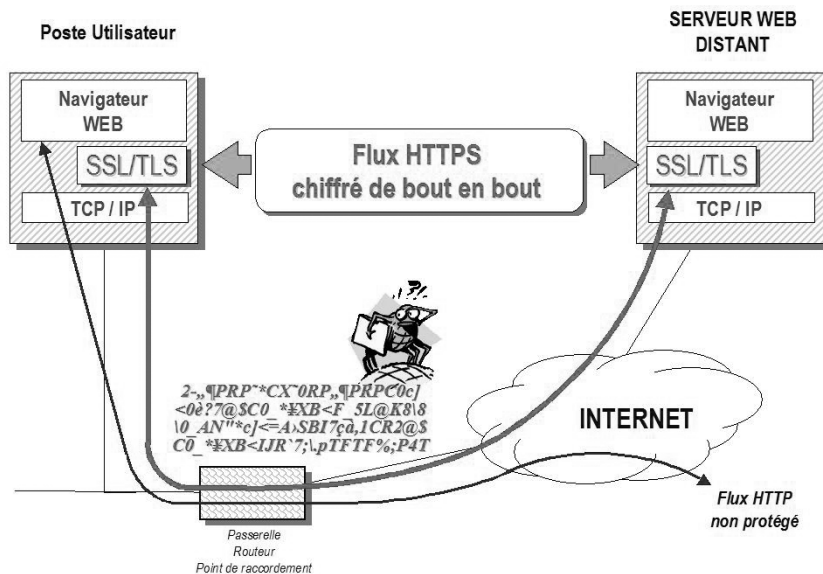 Poste Utilisateur
SERVEUR WEB
DISTANT
Navigateur
WEB
SSL/TLS
TCP / IP
Flux HTTPS
chiffré de bout en bout
Navigateur
WEB
SSL/TLS
TCP / IP
INTERNET
Flux HTTP
non protégé
Passerelle
Routeur
Point de raccordement